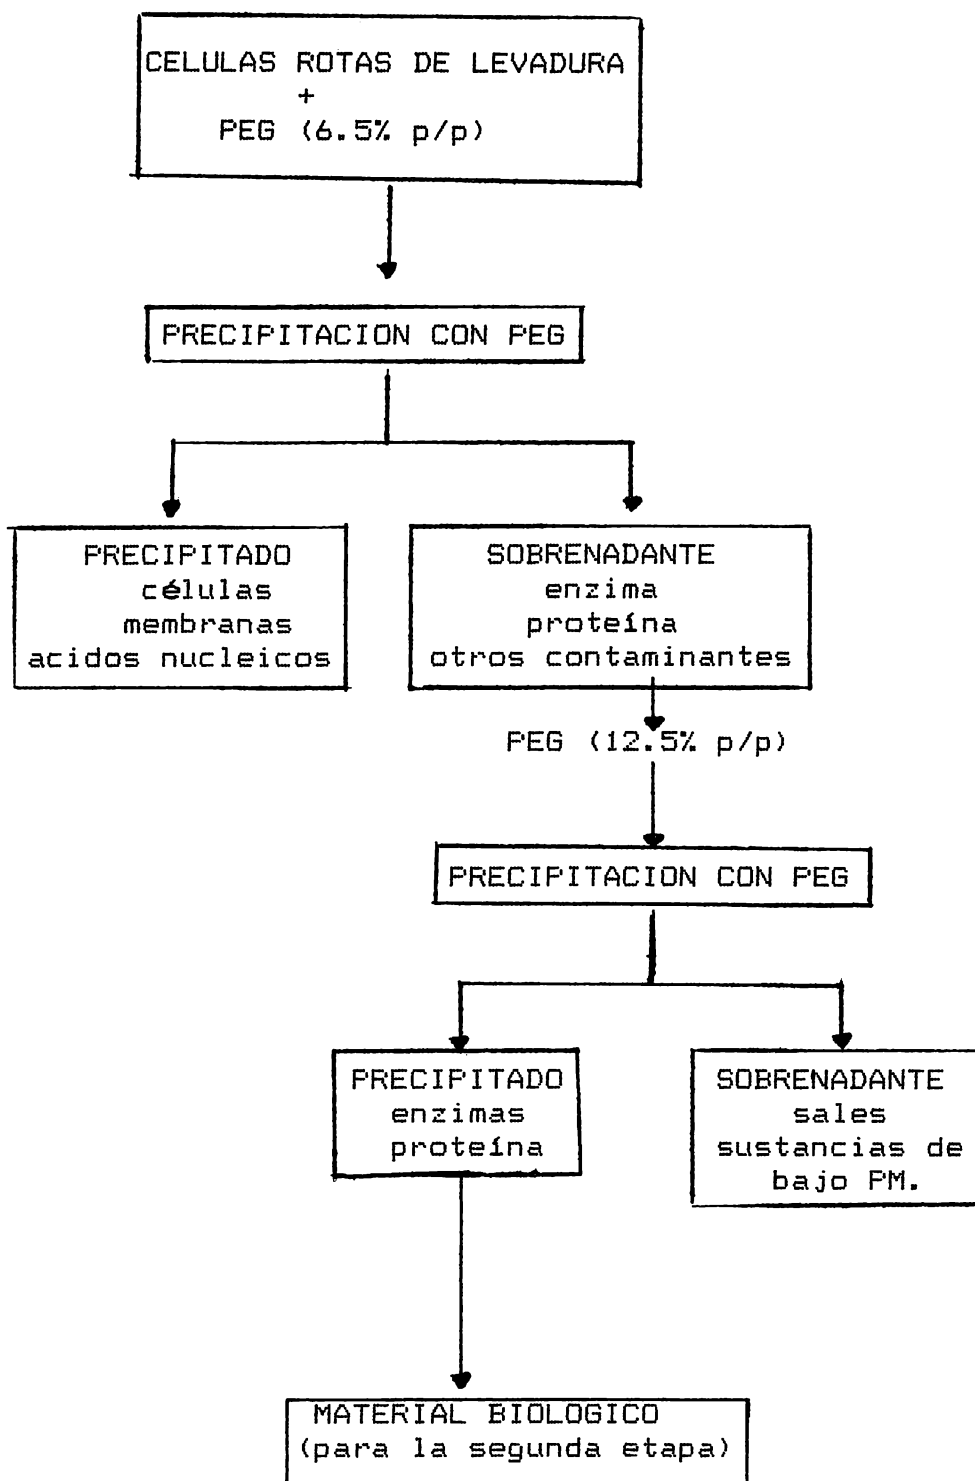 CELULAS ROTAS DE LEVADURA
+
PEG (6.5% p/p)
PRECIPITACION CON PEG
PRECIPITADO
células
membranas
acidos nucleicos
SOBRENADANTE
enzima
proteína
otros contaminantes
PEG (12.5% p/p)
PRECIPITACION CON PEG
PRECIPITADO
enzimas
proteína
SOBRENADANTE
sales
sustancias de
bajo PM.
MATERIAL BIOLOGICO
(para la segunda etapa)